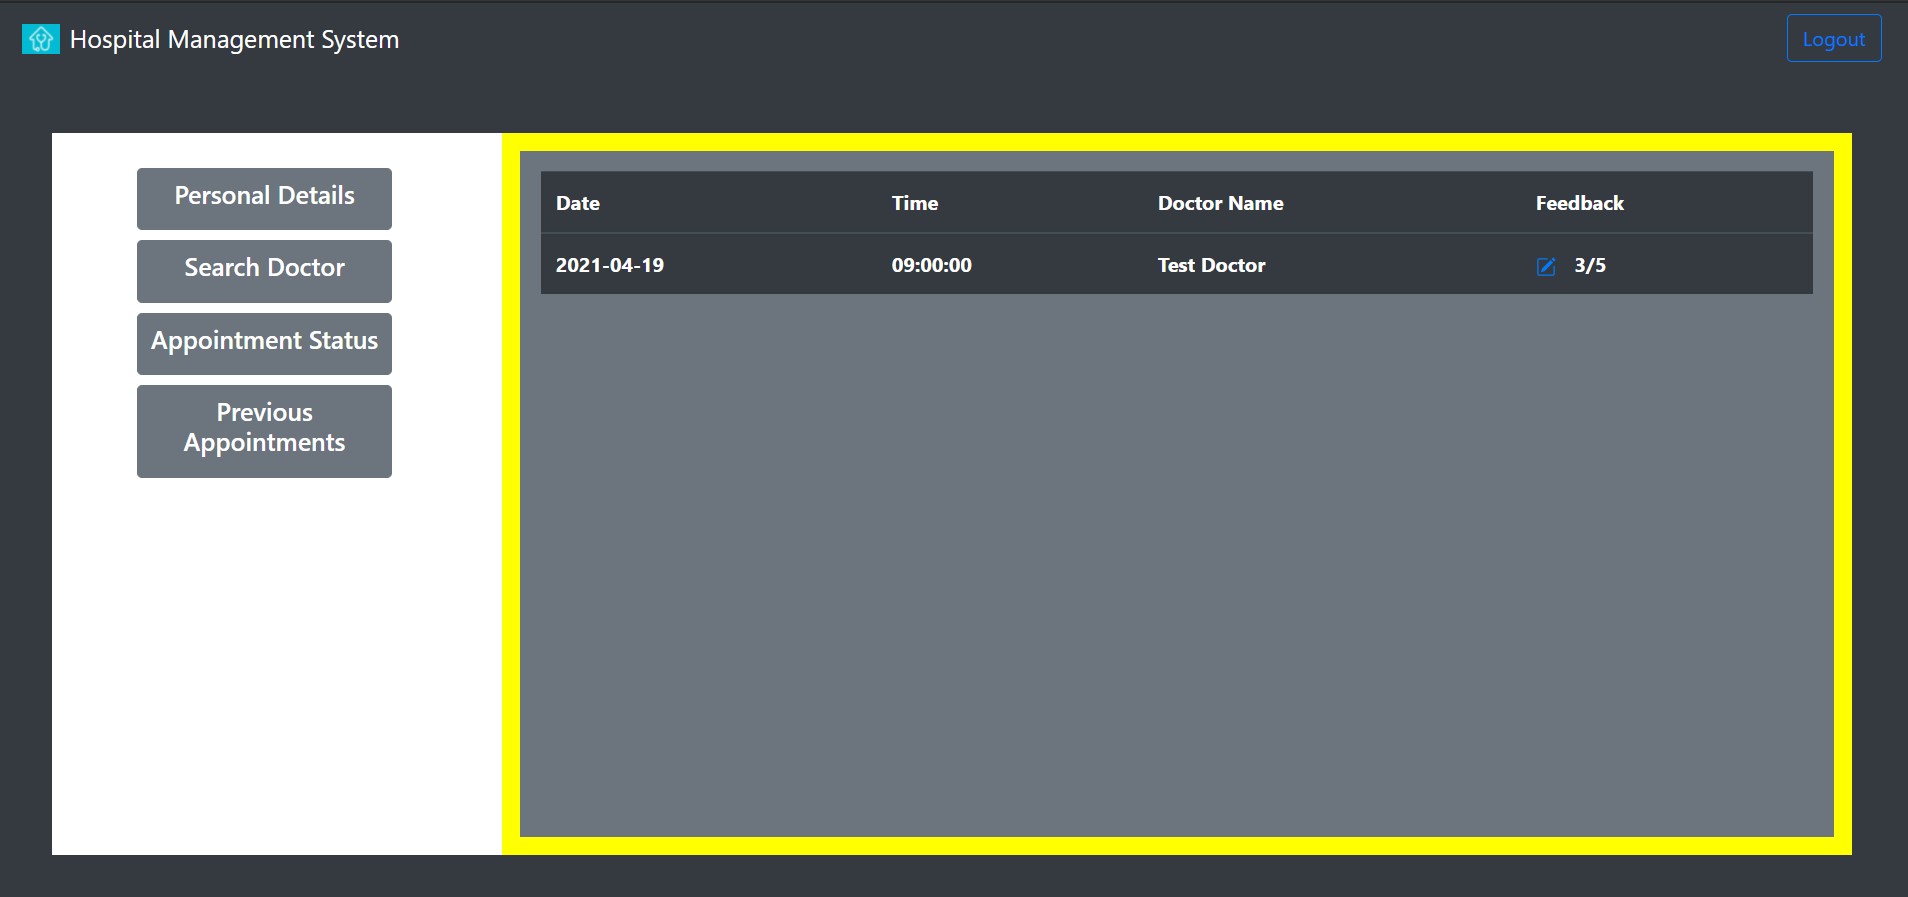 Hospital Management System
Logout
Personal Details
Search Doctor
Appointment Status
Previous
Appointments
Date Time Doctor Name Feedback
2021-04-19 09:00:00 Test Doctor 3/5